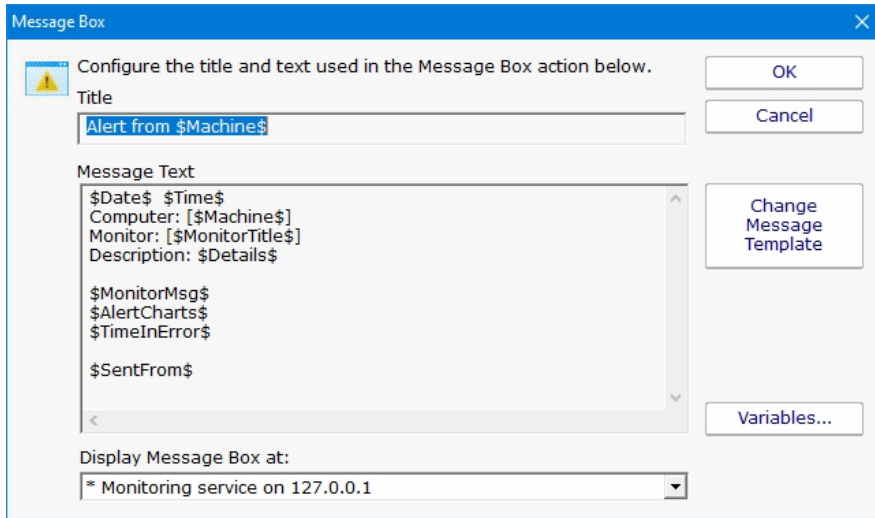 Message Box
Configure the title and text used in the Message Box action below.
OK
Title
Cancel
Alert from $Machine$
Message Text
$Date$  $Time$
Computer: [$Machine$]
Monitor: [$MonitorTitle$]
Description: $Details$
$MonitorMsg$
$AlertCharts$
$TimeInError$
$SentFrom$
Change
Message
Template
Variables...
Display Message Box at:
* Monitoring service on 127.0.0.1